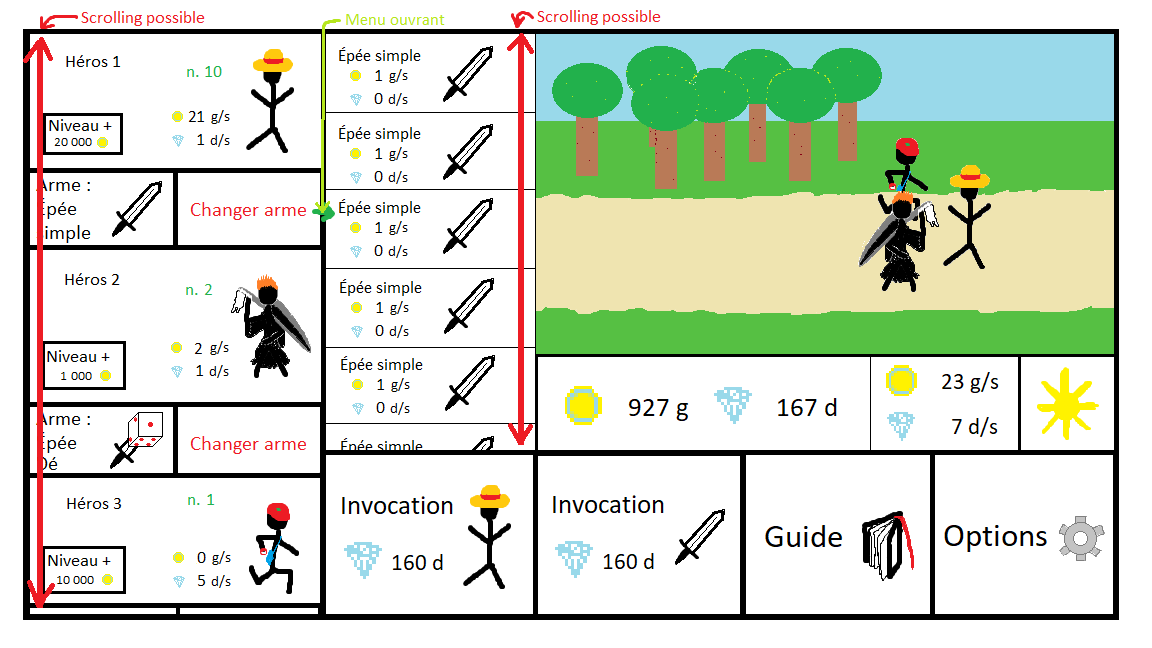 Scrolling possible
Menu ouvrant
Scrolling possible
Héros 1
n. 10
21 g/s
1 d/s
Niveau +
20 000
Arme :
Épée
simple
Changer arme
Héros 2
n. 2
2 g/s
1 d/s
Niveau +
1 000
Arme :
Épée
Dé
Changer arme
Héros 3
n. 1
0 g/s
5 d/s
Niveau +
10 000
Épée simple
1 g/s
0 d/s
Épée simple
1 g/s
0 d/s
Épée simple
1 g/s
0 d/s
Épée simple
1 g/s
0 d/s
Épée simple
1 g/s
0 d/s
Épée simple
927 g
167 d
23 g/s
7 d/s
Invocation
160 d
Invocation
160 d
Guide
Options